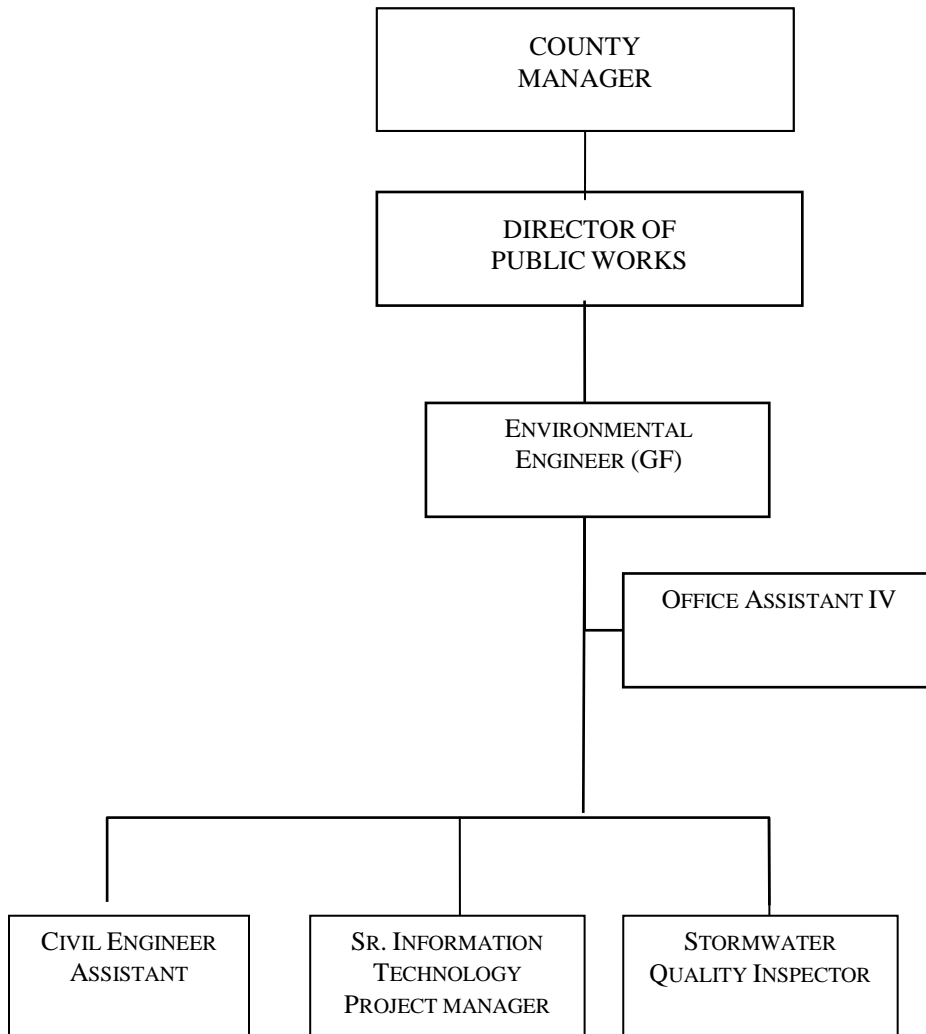 COUNTY
MANAGER
DIRECTOR OF
PUBLIC WORKS
ENVIRONMENTAL
ENGINEER (GF)
OFFICE ASSISTANT IV
CIVIL ENGINEER
ASSISTANT
SR. INFORMATION
TECHNOLOGY
PROJECT MANAGER
STORMWATER
QUALITY INSPECTOR